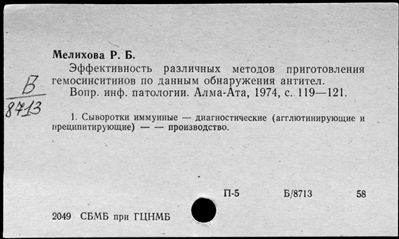 Мелихова Р. Б.
Эффективность различных методов приготовления
гемосинситинов по данным обнаружения антител.
Вопр. инф. патологии. Алма-Ата, 1974, с. 119—121.
В
8713
1. Сыворотки иммунные — диагностические (агглютинирующие и
преципитирующие) — — производство.
П-5 Б/8713 58
2049 СБМБ при ГЦНМБ